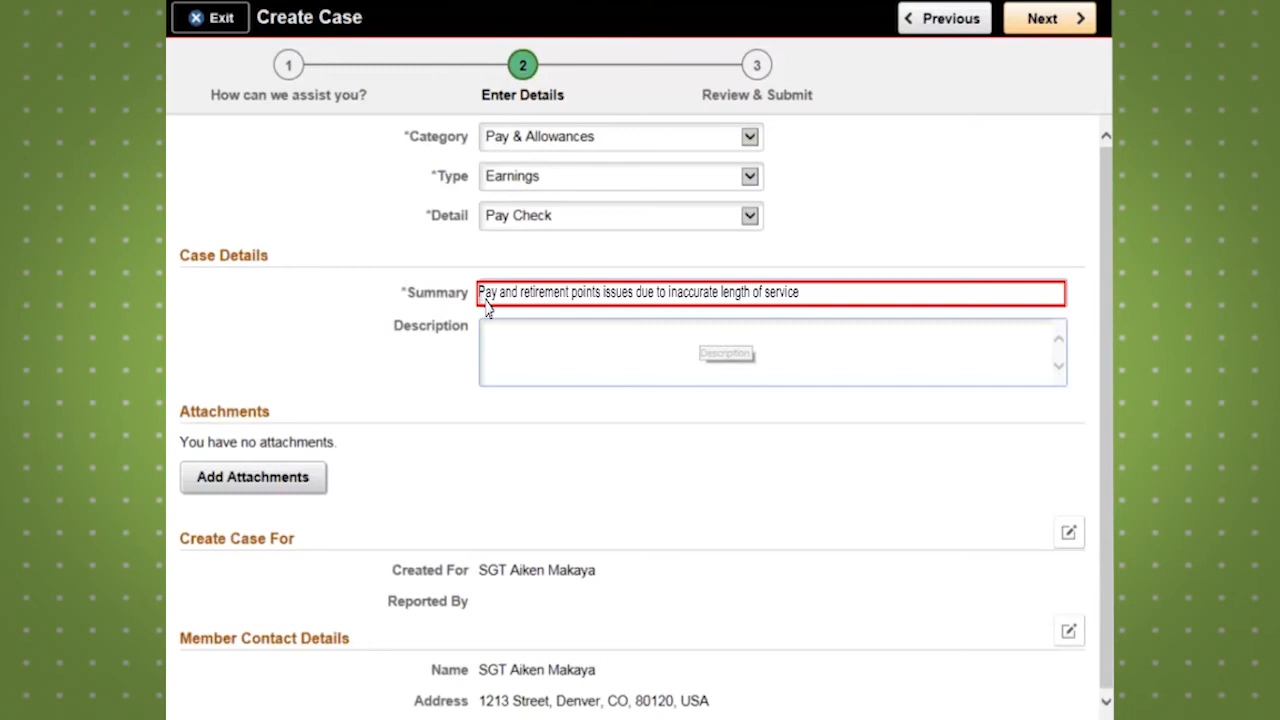 Exit
Create Case
Previous
Next
1
2
3
How can we assist you?
Enter Details
Review & Submit
*Category
Pay & Allowances
*Type
Earnings
*Detail
Pay Check
Case Details
*Summary
Pay and retirement points issues due to inaccurate length of service
Description
Description
Attachments
You have no attachments.
Add Attachments
Create Case For
Created For
SGT Aiken Makaya
Reported By
Member Contact Details
Name
SGT Aiken Makaya
Address
1213 Street, Denver, CO, 80120, USA